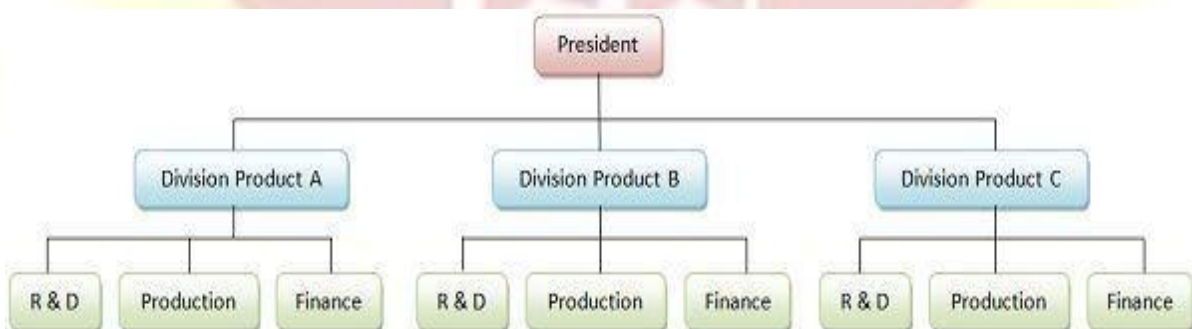 President
Division Product A
Division Product B
Division Product C
R & D
Production
Finance
R & D
Production
Finance
R & D
Production
Finance